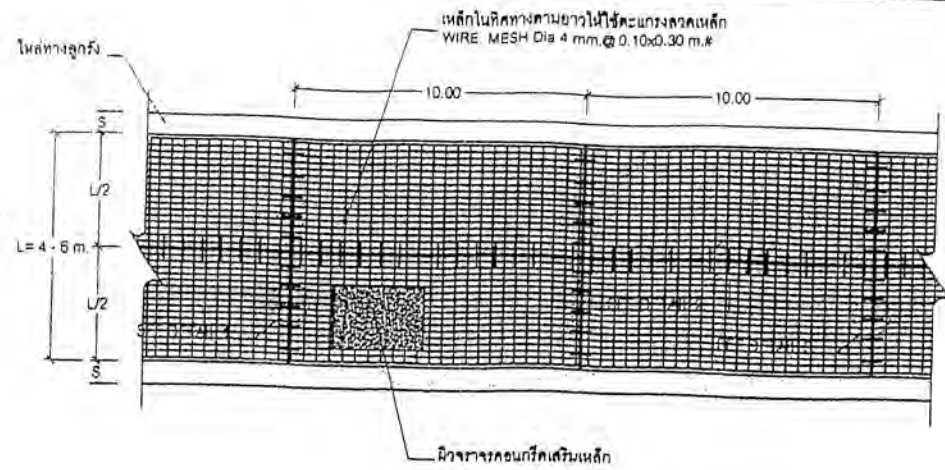 เหล็กในทิศทางตามยาวให้ใช้ตะแกรงลวดเหล็ก
WIRE MESH Dia 4 mm.@ 0.10x0.30 m.#
ไหล่ทางลูกรัง
10.00
10.00
S
L/2
L= 4 - 6 m.
L/2
S
ผิวจราจรคอนกรีตเสริมเหล็ก